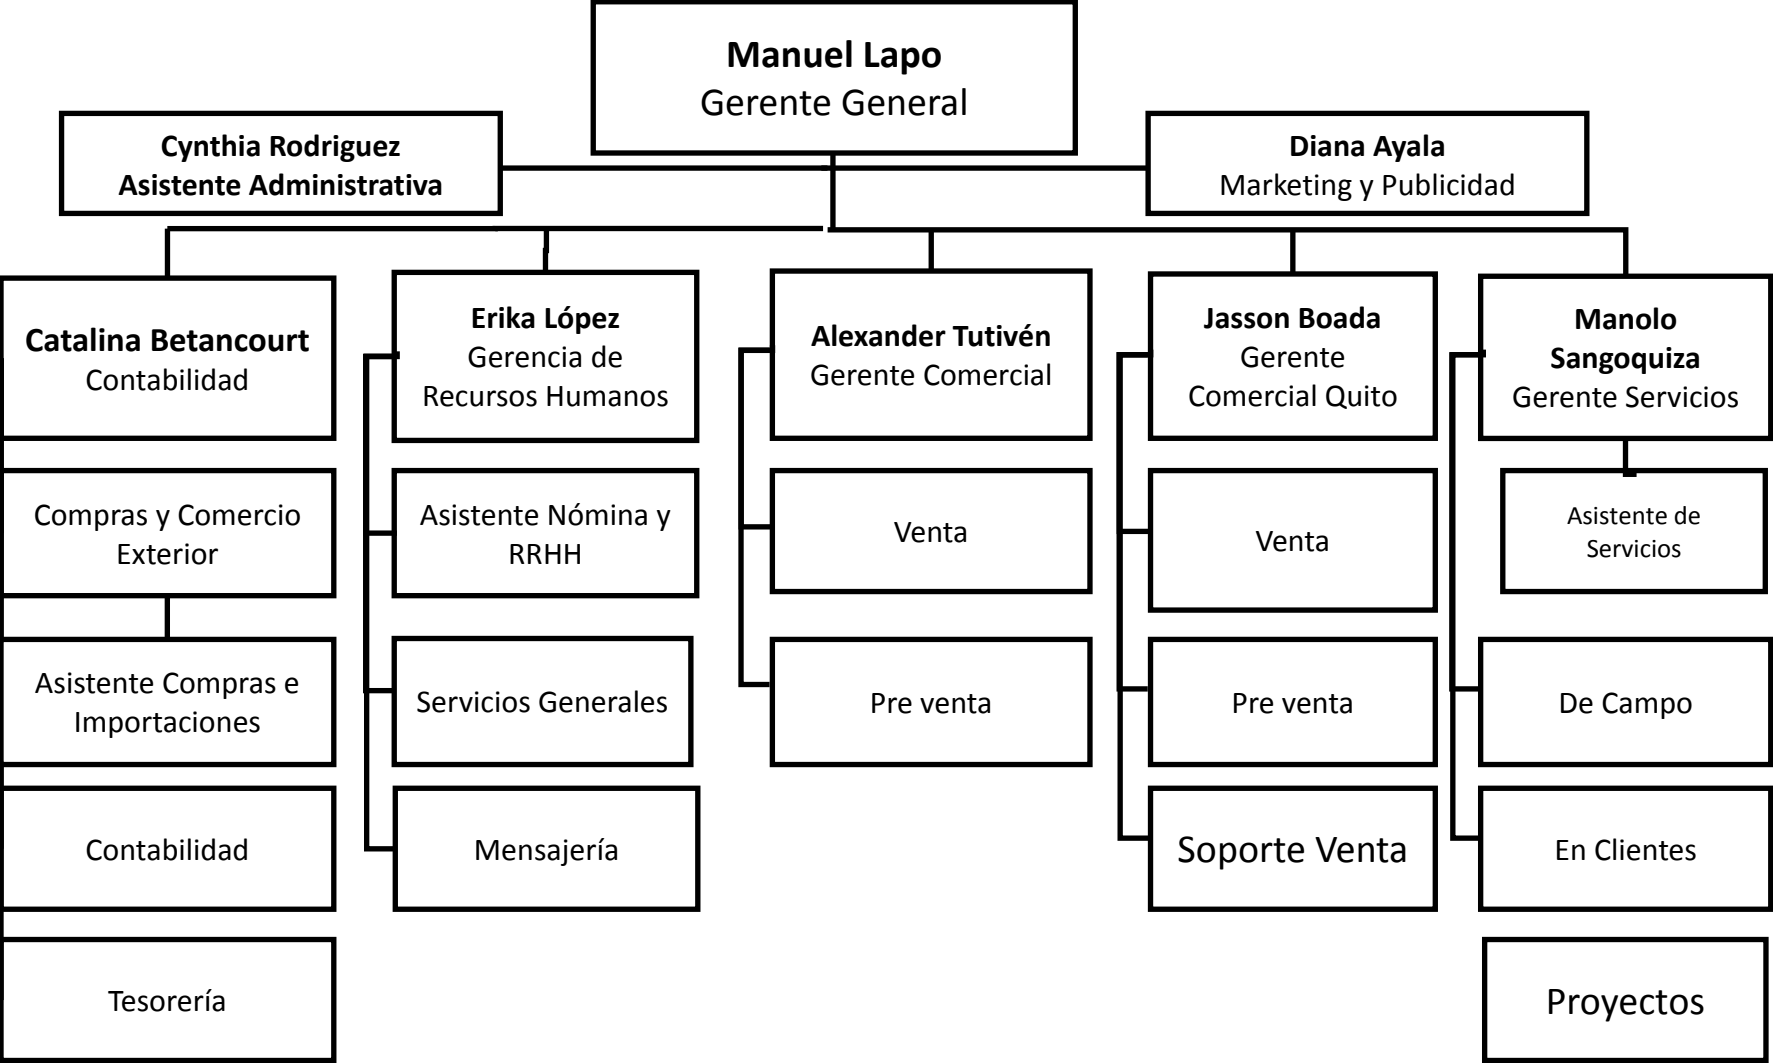 Manuel Lapo
Gerente General
Cynthia Rodriguez
Asistente Administrativa
Diana Ayala
Marketing y Publicidad
Catalina Betancourt
Contabilidad
Erika López
Gerencia de
Recursos Humanos
Alexander Tutivén
Gerente Comercial
Jasson Boada
Gerente
Comercial Quito
Manolo
Sangoquiza
Gerente Servicios
Compras y Comercio
Exterior
Asistente Nómina y
RRHH
Venta
Venta
Asistente de
Servicios
Asistente Compras e
Importaciones
Servicios Generales
Pre venta
Pre venta
De Campo
Contabilidad
Mensajería
Soporte Venta
En Clientes
Tesorería
Proyectos